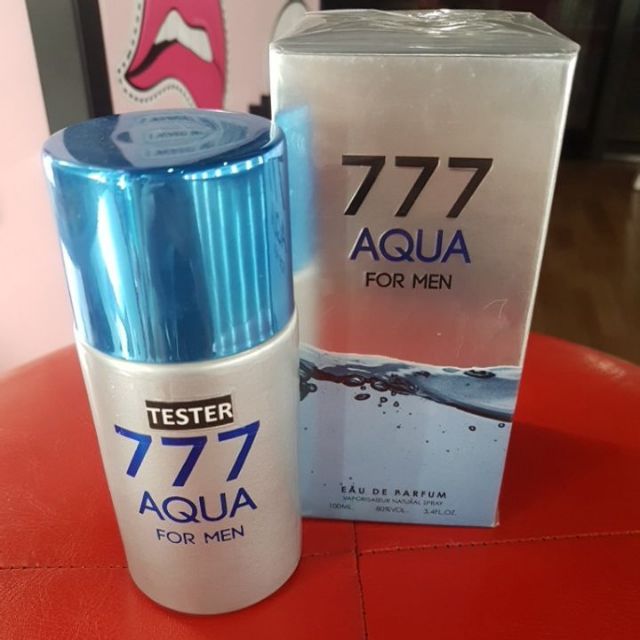 TESTER
777
AQUA
FOR MEN
777
AQUA
FOR MEN
EAU DE PARFUM
VAPORISATEUR NATURAL SPRAY
100ML. 80%VOL. 3.4FL.OZ.